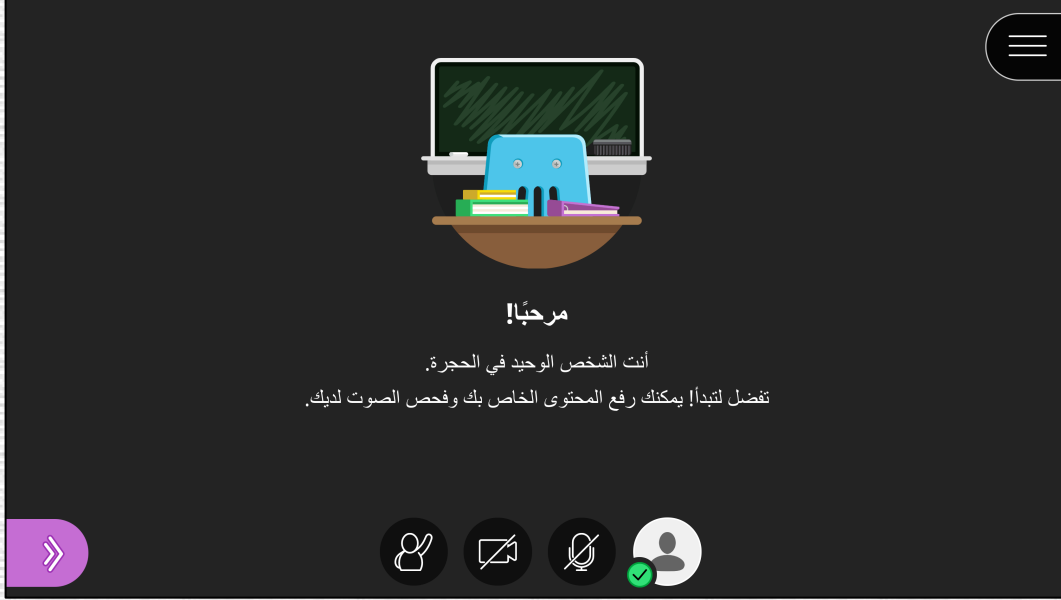 مرحبًا!
أنت الشخص الوحيد في الحجرة.
تفضل لتبدأ! يمكنك رفع المحتوى الخاص بك وفحص الصوت لديك.